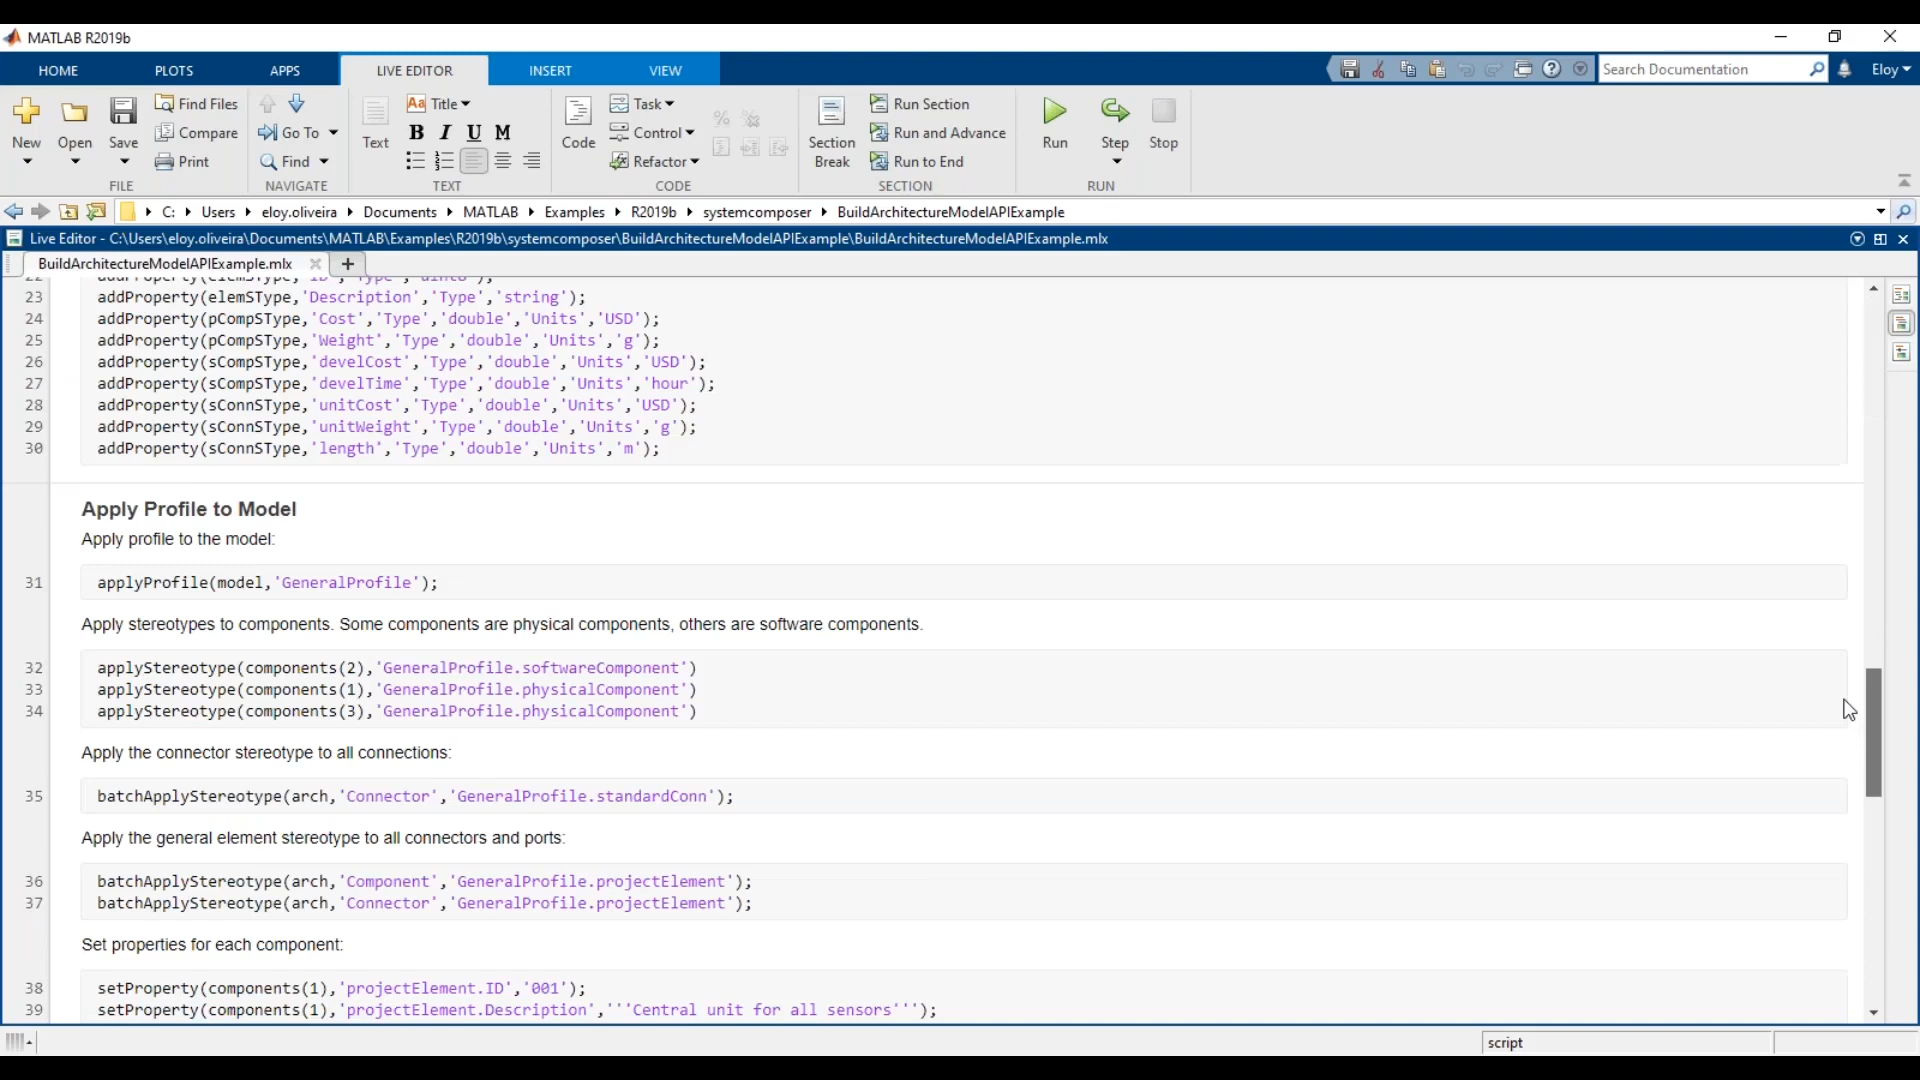 MATLAB R2019b
HOME PLOTS APPS LIVE EDITOR INSERT VIEW Search Documentation Eloy
New Open Save Find Files Compare Print FILE
Go To Find NAVIGATE
Text Title B I U M TEXT
Code Task Control Refactor CODE
Section Break Run Section Run and Advance Run to End SECTION
Run Step Stop RUN
C: Users eloy.oliveira Documents MATLAB Examples R2019b systemcomposer BuildArchitectureModelAPIExample
Live Editor - C:\Users\eloy.oliveira\Documents\MATLAB\Examples\R2019b\systemcomposer\BuildArchitectureModelAPIExample\BuildArchitectureModelAPIExample.mlx
BuildArchitectureModelAPIExample.mlx
23 addProperty(elemSType,'Description','Type','string');
24 addProperty(pCompSType,'Cost','Type','double','Units','USD');
25 addProperty(pCompSType,'Weight','Type','double','Units','g');
26 addProperty(sCompSType,'develCost','Type','double','Units','USD');
27 addProperty(sCompSType,'develTime','Type','double','Units','hour');
28 addProperty(sConnSType,'unitCost','Type','double','Units','USD');
29 addProperty(sConnSType,'unitWeight','Type','double','Units','g');
30 addProperty(sConnSType,'length','Type','double','Units','m');
Apply Profile to Model
Apply profile to the model:
31 applyProfile(model,'GeneralProfile');
Apply stereotypes to components. Some components are physical components, others are software components.
32 applyStereotype(components(2),'GeneralProfile.softwareComponent')
33 applyStereotype(components(1),'GeneralProfile.physicalComponent')
34 applyStereotype(components(3),'GeneralProfile.physicalComponent')
Apply the connector stereotype to all connections:
35 batchApplyStereotype(arch,'Connector','GeneralProfile.standardConn');
Apply the general element stereotype to all connectors and ports:
36 batchApplyStereotype(arch,'Component','GeneralProfile.projectElement');
37 batchApplyStereotype(arch,'Connector','GeneralProfile.projectElement');
Set properties for each component:
38 setProperty(components(1),'projectElement.ID','001');
39 setProperty(components(1),'projectElement.Description','''Central unit for all sensors''');
script